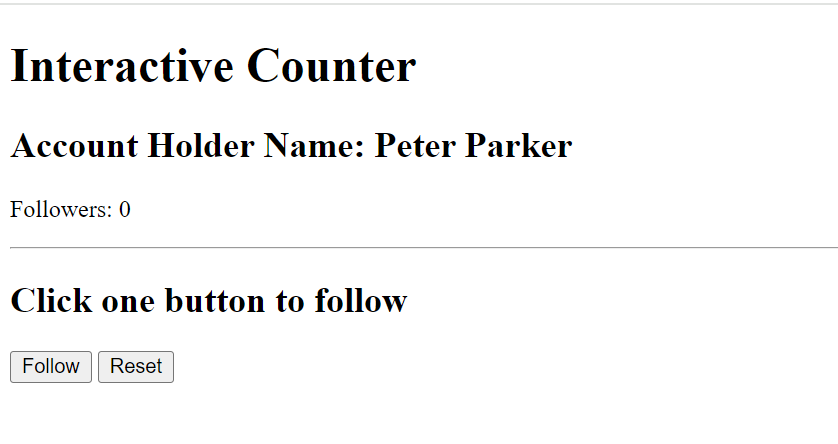 Interactive Counter
Account Holder Name: Peter Parker
Followers: 0
Click one button to follow
Follow Reset